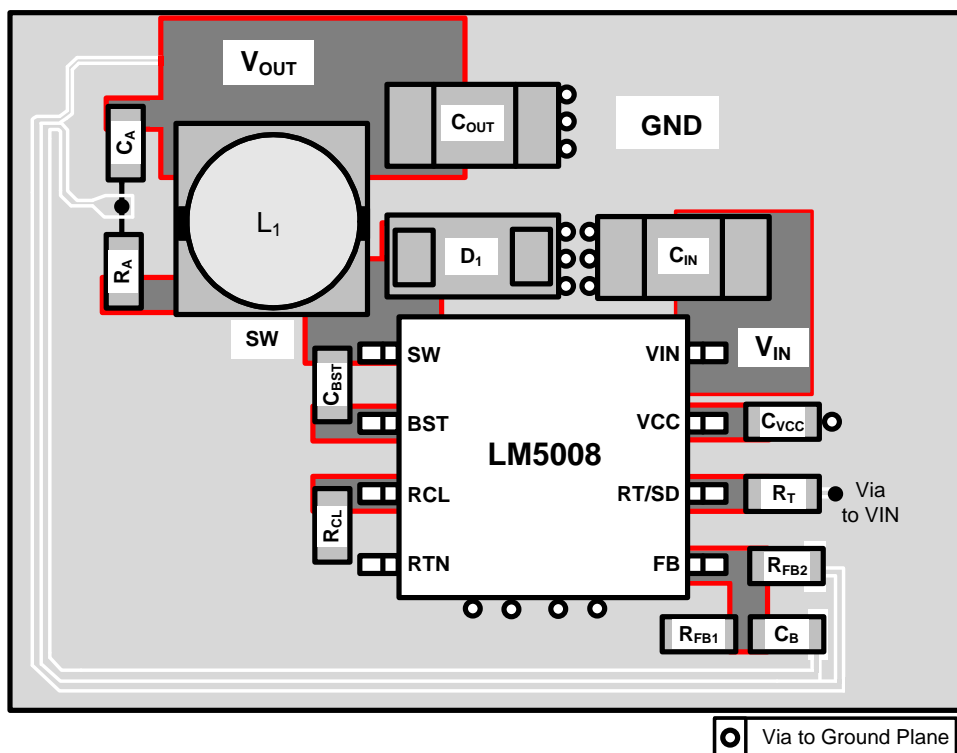 VOUT
COUT
GND
CA
L1
D1
CIN
RA
SW
VIN
SW
VIN
CBST
BST
VCC
CVCC
LM5008
RCL
RT/SD
RT
Via
to VIN
RCL
RTN
FB
RFB2
RFB1
CB
Via to Ground Plane